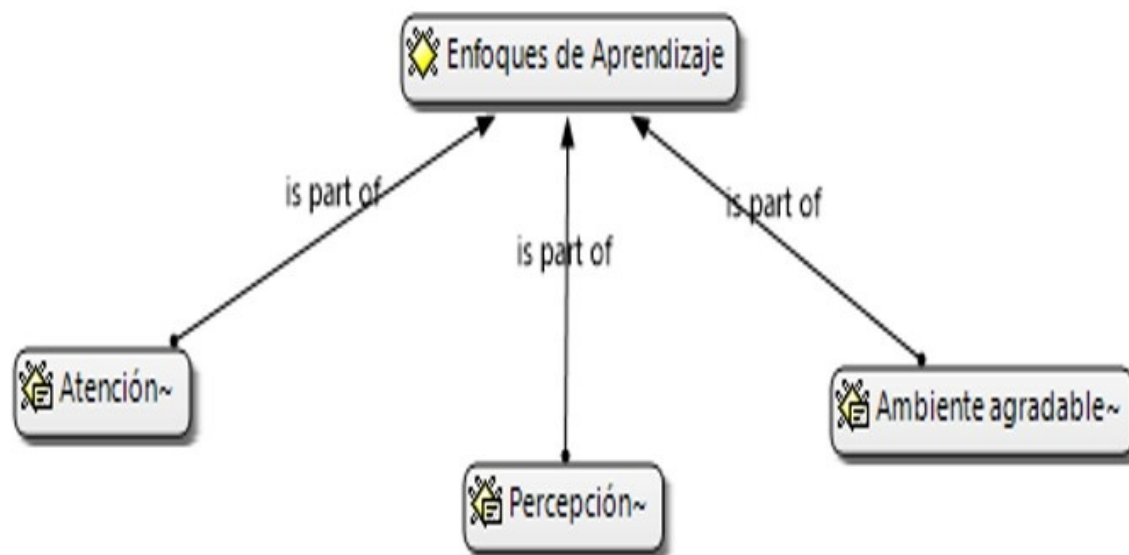 Enfoques de Aprendizaje
is part of
is part of
is part of
Atención~
Ambiente agradable~
Percepción~